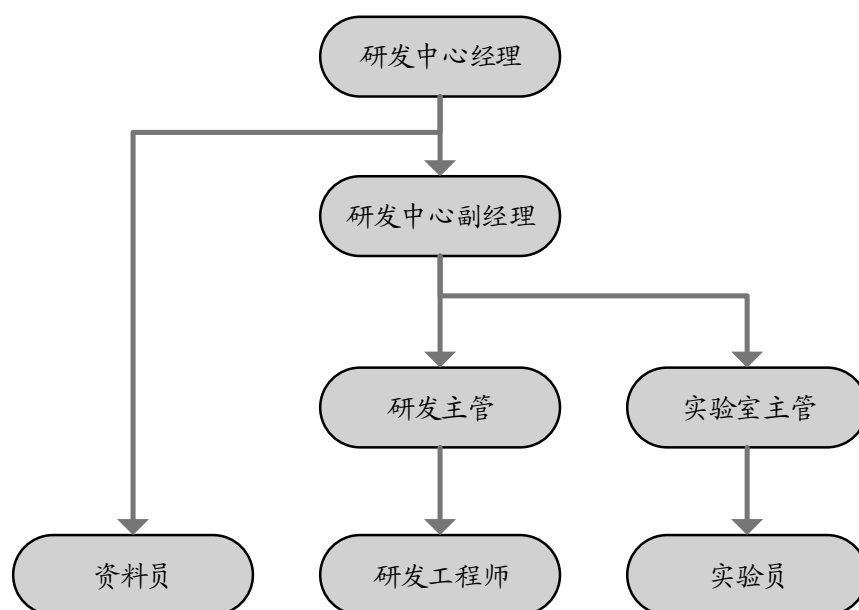 研发中心经理
研发中心副经理
研发主管
实验室主管
资料员
研发工程师
实验员